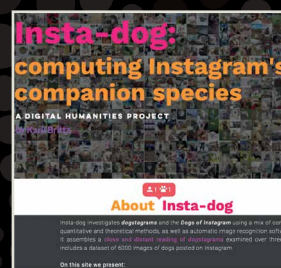 Insta-dog:
computing Instagram's
companion species
A DIGITAL HUMANITIES PROJECT
1 1
About Insta-dog
Insta-dog investigates dogstagrams and the Dogs of Instagram using a mix of
quantitative and theoretical methods, as well as automatic image recognition
It assembles a close and distant reading of dogstagrams examined over
includes a dataset of 6000 images of dogs posted on Instagram.
On this site we present: